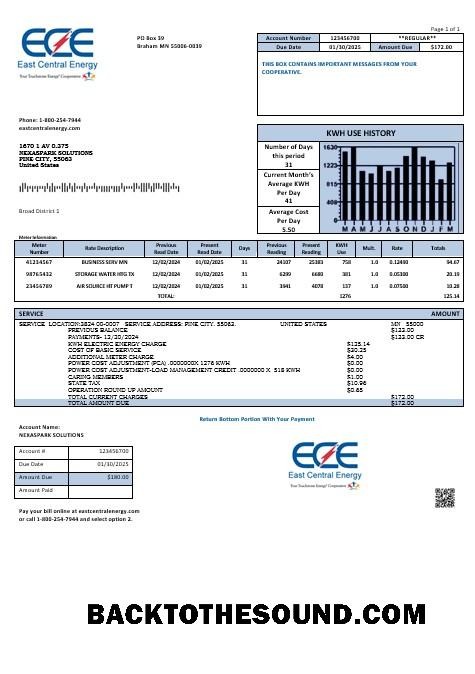 Page 1 of 1
ECE
East Central Energy
Your Touchstone Energy® Cooperative
PO Box 39
Braham MN 55006-0039
Account Number 123456700 **REGULAR**
Due Date 01/30/2025 Amount Due $172.00
THIS BOX CONTAINS IMPORTANT MESSAGES FROM YOUR
COOPERATIVE.
Phone: 1-800-254-7944
eastcentralenergy.com
1670 1 AV 0.375
NEXASPARK SOLUTIONS
PINE CITY, 55063
United States
Broad District 1
KWH USE HISTORY
Number of Days
this period
31
Current Month's
Average KWH
Per Day
41
Average Cost
Per Day
5.50
1630
1223
815
408
0
M A M J J A S O N D J F M
Meter Information
Meter Number Rate Description Previous Read Date Present Read Date Days Previous Reading Present Reading KWH Use Mult. Rate Totals
41234567 BUSINESS SERV MN 12/02/2024 01/02/2025 31 24107 25383 758 1.0 0.12490 94.67
98765432 STORAGE WATER HTG TX 12/02/2024 01/02/2025 31 6299 6680 381 1.0 0.05300 20.19
23456789 AIR SOURCE HT PUMP T 12/02/2024 01/02/2025 31 3941 4078 137 1.0 0.07500 10.28
TOTAL: 1276 125.14
SERVICE AMOUNT
SERVICE LOCATION:3824 00-0007 SERVICE ADDRESS: PINE CITY, 55063. UNITED STATES MN 55000
PREVIOUS BALANCE $123.00
PAYMENTS- 12/20/2024 $123.00 CR
KWH ELECTRIC ENERGY CHARGE $125.14
COST OF BASIC SERVICE $30.25
ADDITIONAL METER CHARGE $4.00
POWER COST ADJUSTMENT (PCA) .0000000X 1276 KWH $0.00
POWER COST ADJUSTMENT-LOAD MANAGEMENT CREDIT .0000000 X 518 KWH $0.00
CARING MEMBERS $1.00
STATE TAX $10.96
OPERATION ROUND UP AMOUNT $0.65
TOTAL CURRENT CHARGES $172.00
TOTAL AMOUNT DUE $172.00
Return Bottom Portion With Your Payment
Account Name:
NEXASPARK SOLUTIONS
Account # 123456700
Due Date 01/30/2025
Amount Due $180.00
Amount Paid
ECE
East Central Energy
Your Touchstone Energy® Cooperative
Pay your bill online at eastcentralenergy.com
or call 1-800-254-7944 and select option 2.
BACKTOTHESOUND.COM